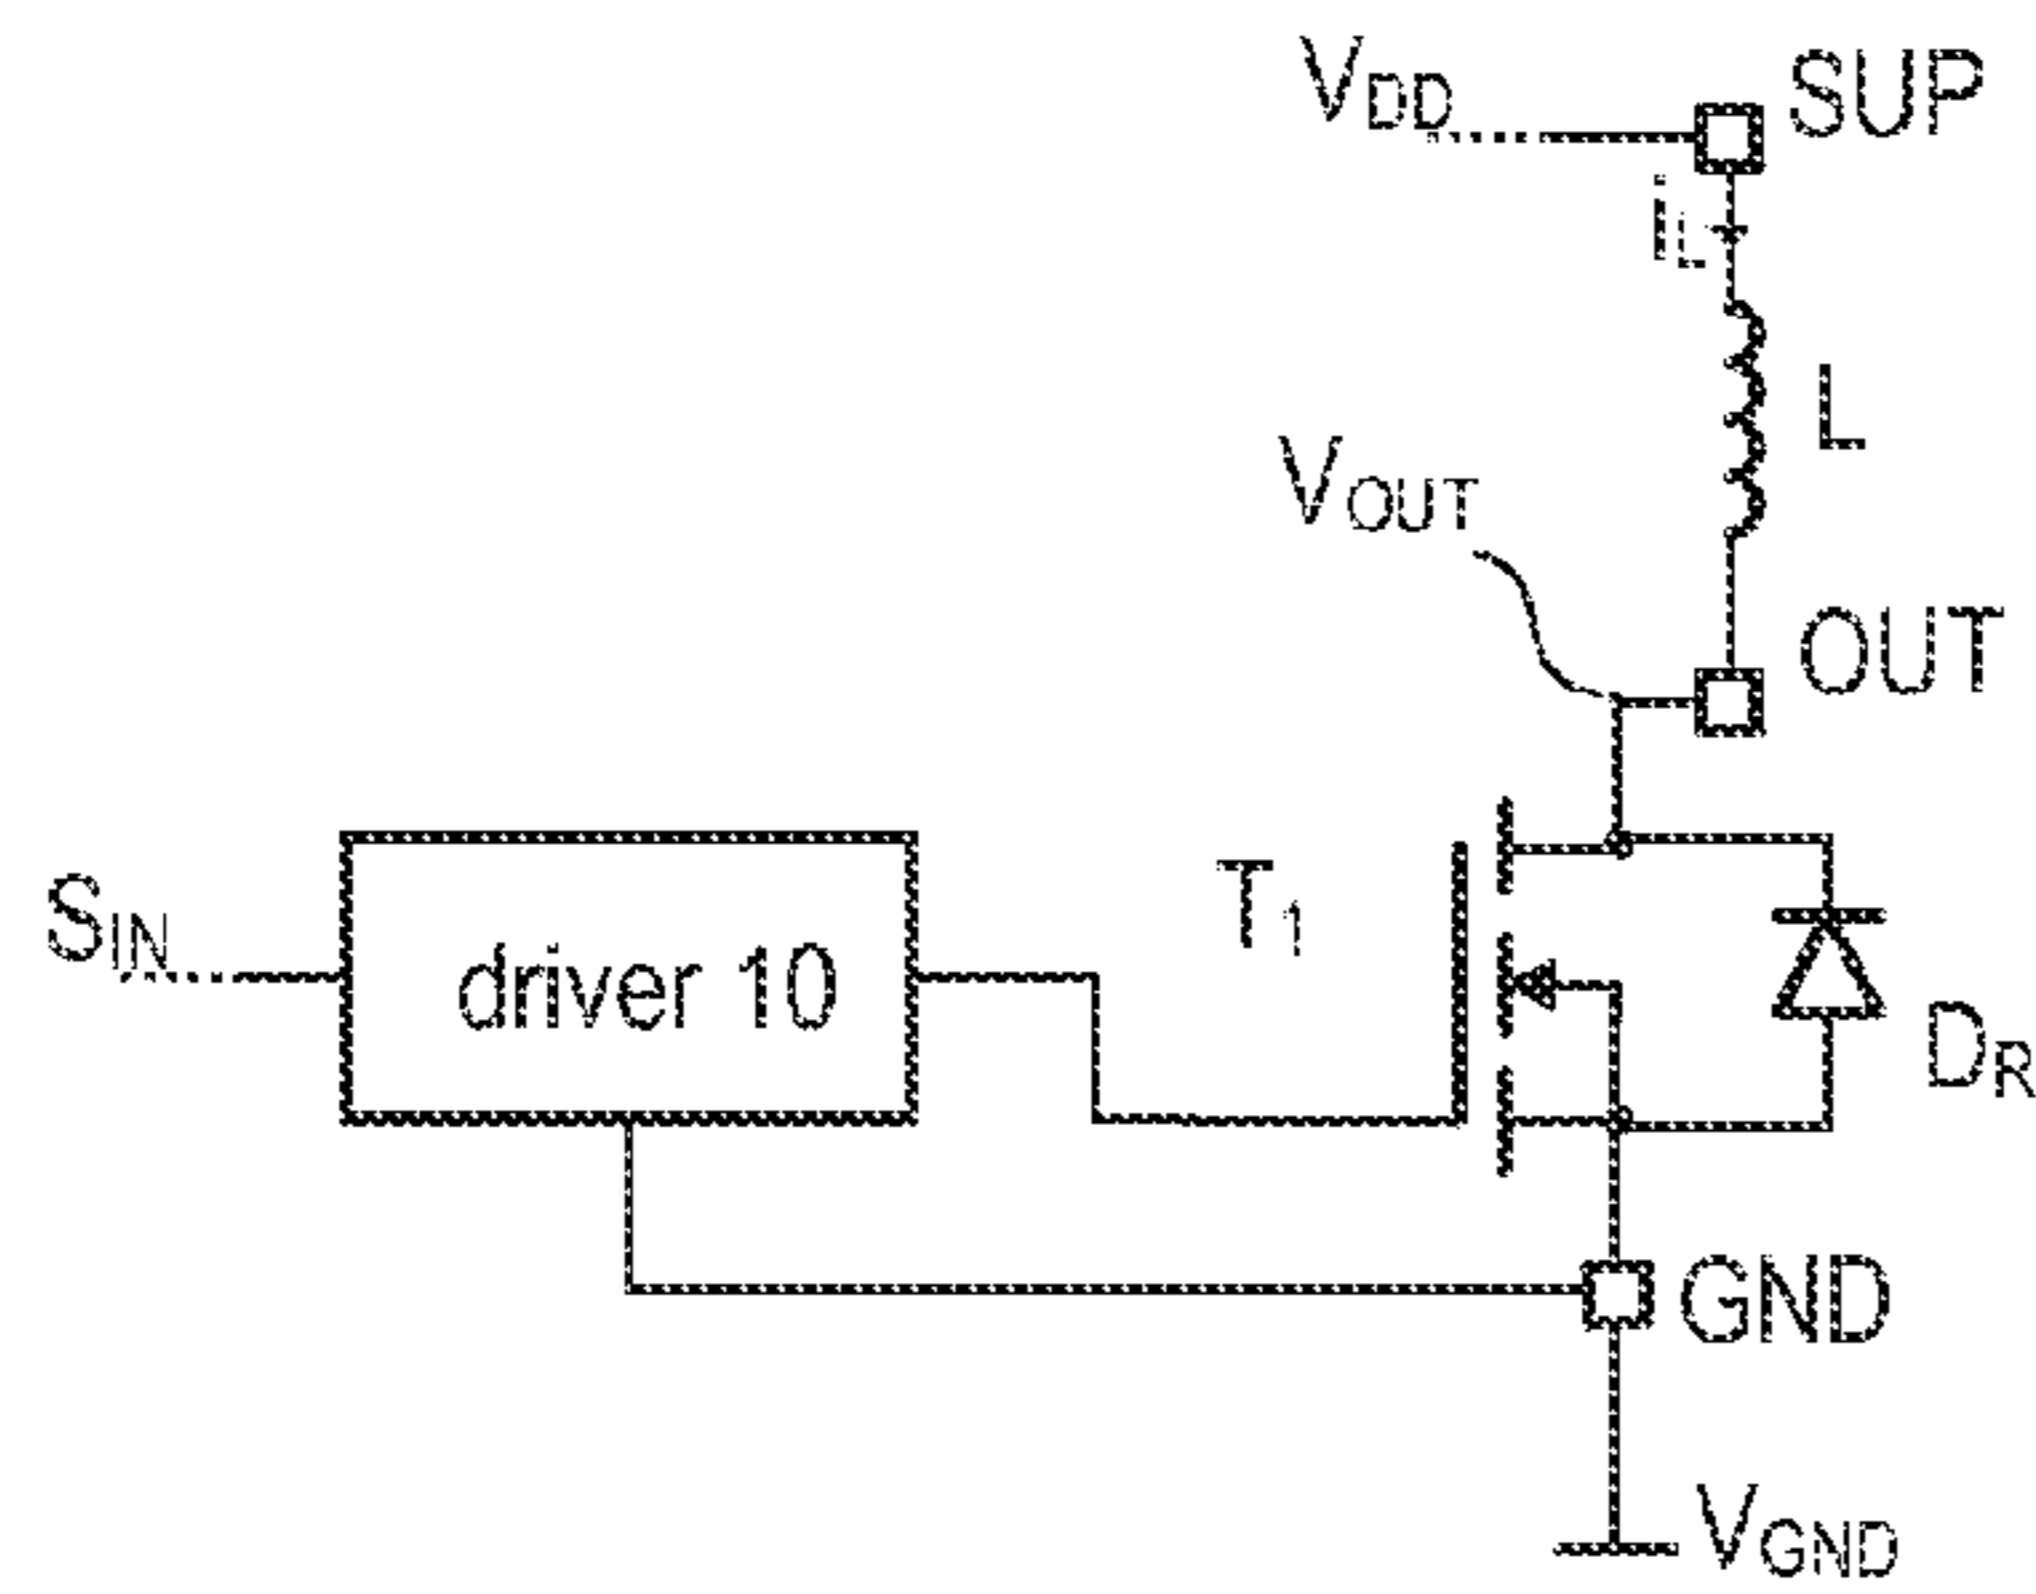 VDD
SUP
iL
L
VOUT
OUT
SIN
driver 10
T1
DR
GND
VGND